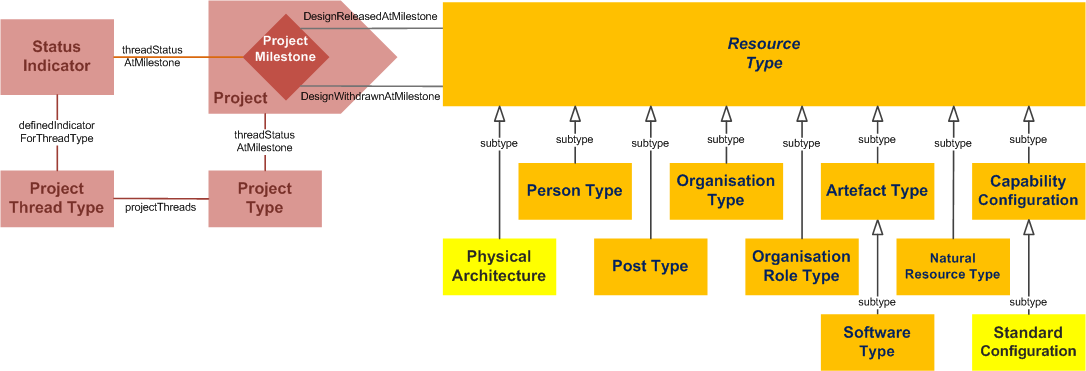 DesignReleasedAtMilestone
Status
Indicator
threadStatus
AtMilestone
Project
Milestone
Resource
Type
DesignWithdrawnAtMilestone
Project
definedIndicator
ForThreadType
threadStatus
AtMilestone
subtype
subtype
subtype
subtype
subtype
subtype
subtype
subtype
Project
Thread Type
projectThreads
Project
Type
Person Type
Organisation
Type
Artefact Type
Capability
Configuration
Physical
Architecture
Post Type
Organisation
Role Type
Natural
Resource Type
subtype
subtype
Software
Type
Standard
Configuration